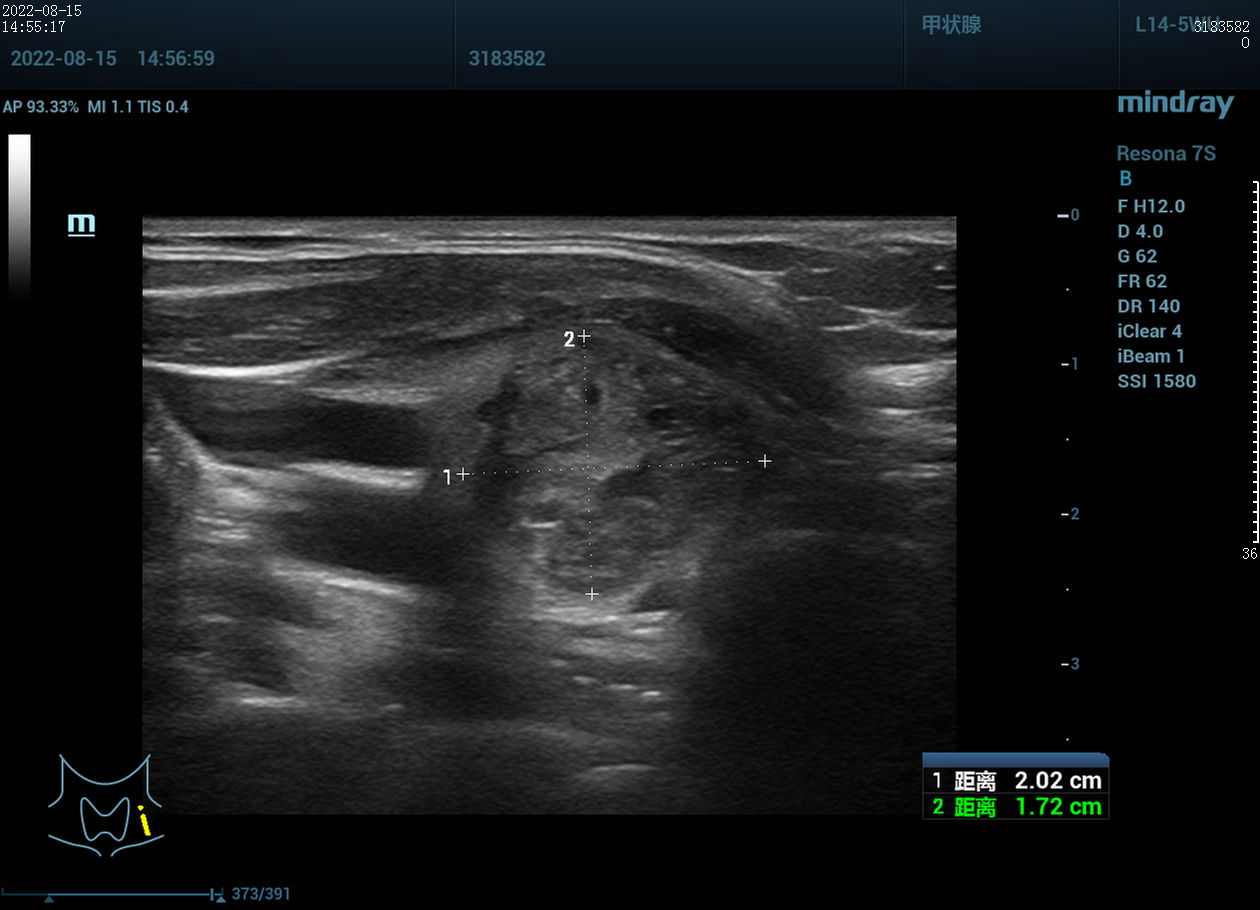 2022-08-15
14:55:17
甲状腺
3183582
0
2022-08-15 14:56:59
3183582
AP 93.33% MI 1.1 TIS 0.4
mindray
Resona 7S
B
F H12.0
D 4.0
G 62
FR 62
DR 140
iClear 4
iBeam 1
SSI 1580
m
0
1
2
3
36
2
1
1 距离 2.02 cm
2 距离 1.72 cm
373/391